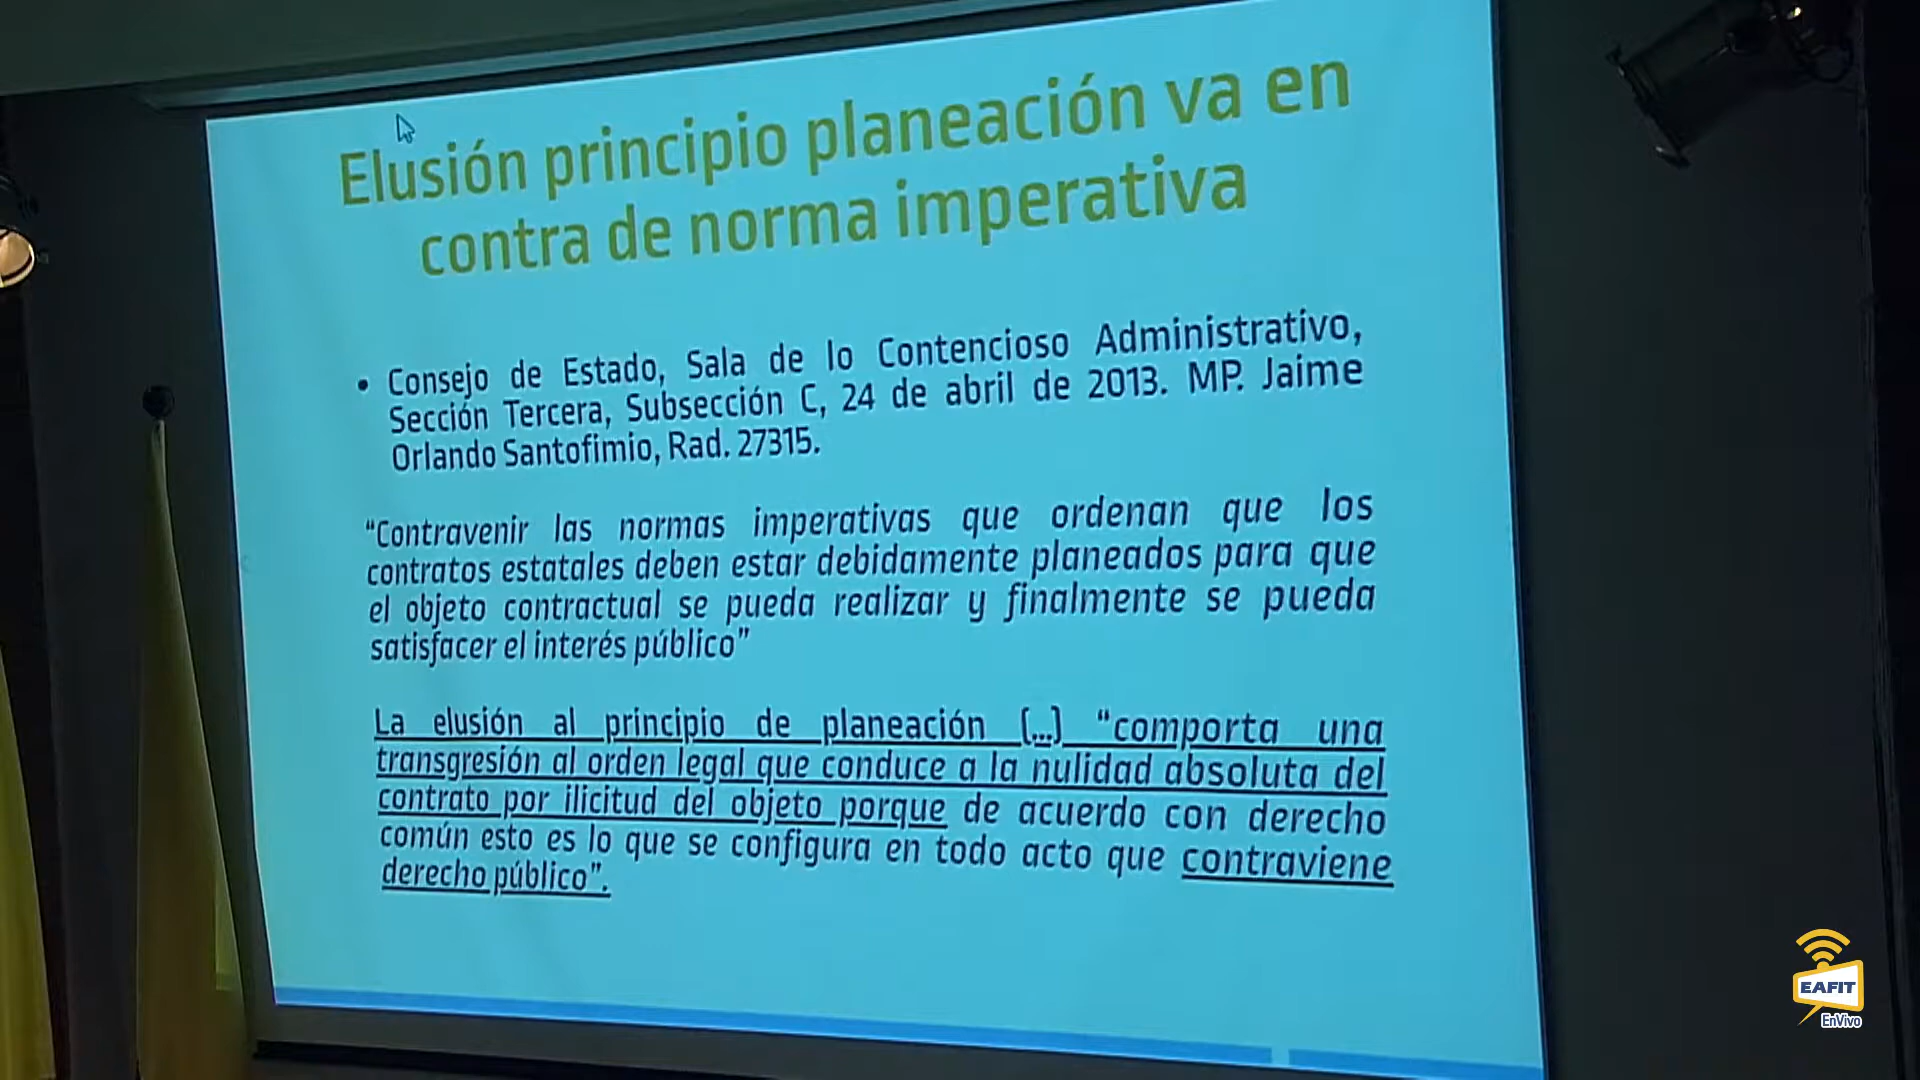 Elusión principio planeación va en
contra de norma imperativa
• Consejo de Estado, Sala de lo Contencioso Administrativo,
Sección Tercera, Subsección C, 24 de abril de 2013. MP. Jaime
Orlando Santofimio, Rad. 27315.
“Contravenir las normas imperativas que ordenan que los
contratos estatales deben estar debidamente planeados para que
el objeto contractual se pueda realizar y finalmente se pueda
satisfacer el interés público”
La elusión al principio de planeación (...) “comporta una
transgresión al orden legal que conduce a la nulidad absoluta del
contrato por ilicitud del objeto porque de acuerdo con derecho
común esto es lo que se configura en todo acto que contraviene
derecho público”.
EAFIT
EnVivo